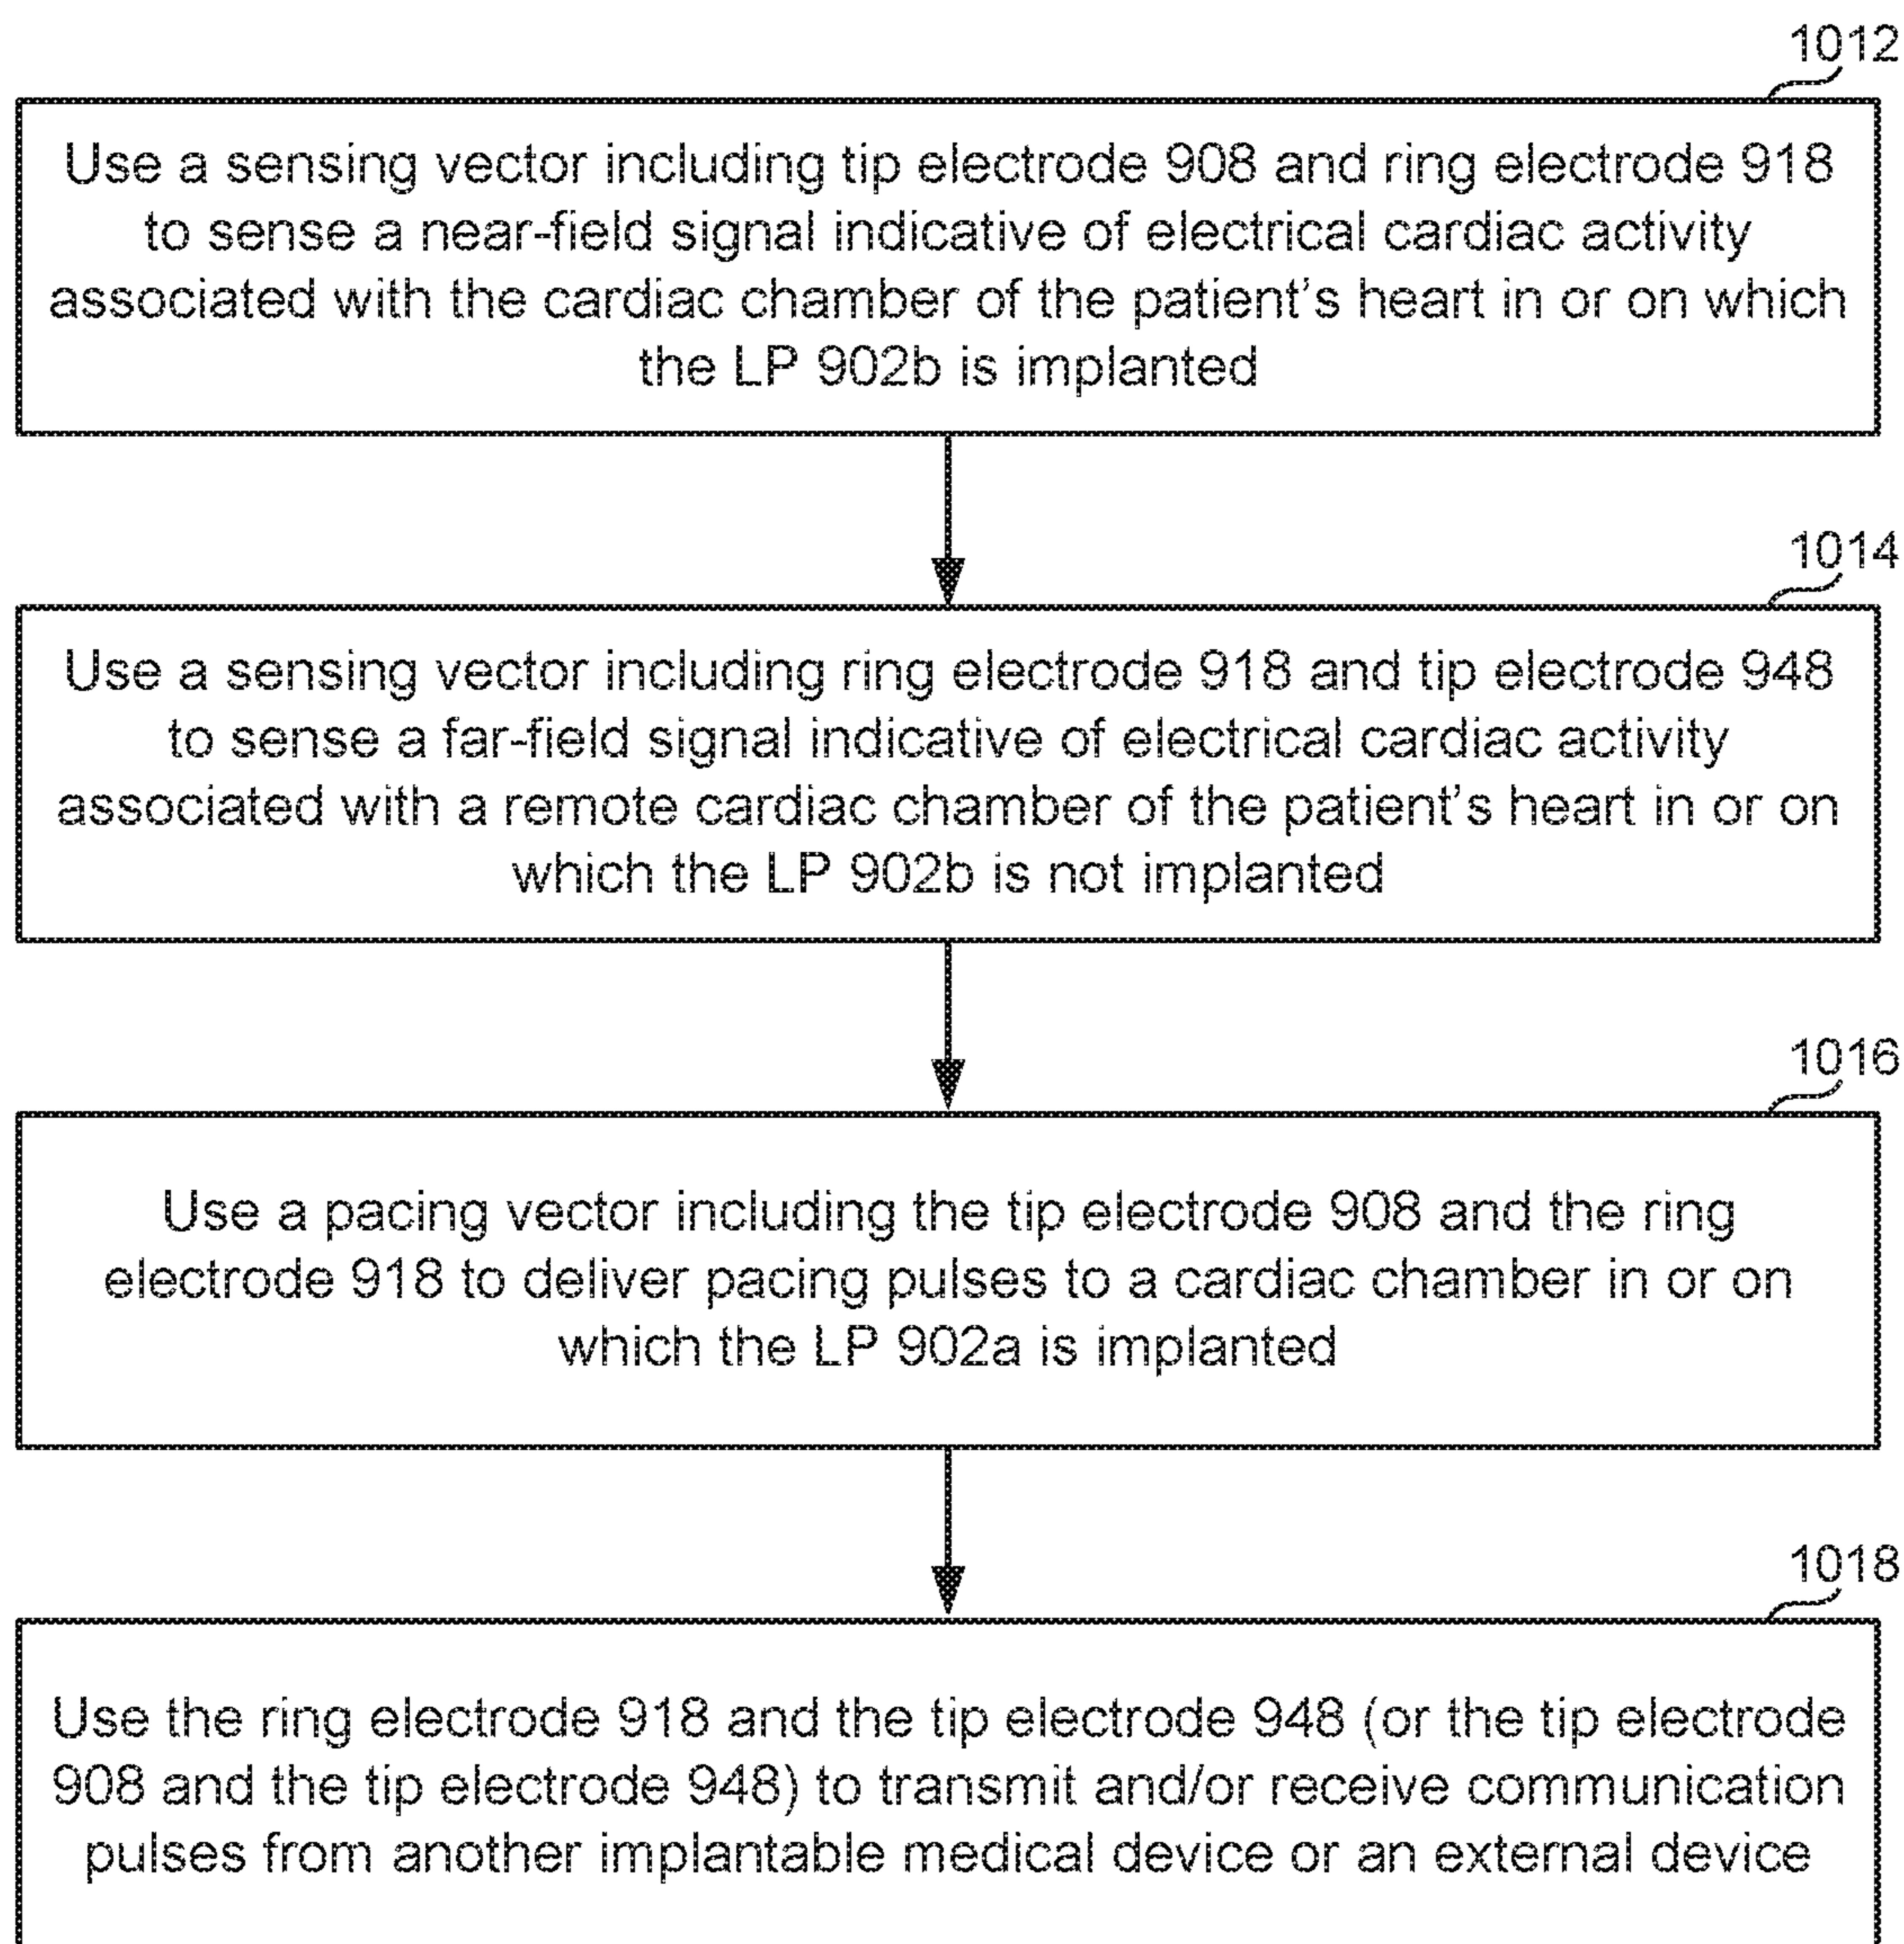 1012
Use a sensing vector including tip electrode 908 and ring electrode 918
to sense a near-field signal indicative of electrical cardiac activity
associated with the cardiac chamber of the patient's heart in or on which
the LP 902b is implanted
1014
Use a sensing vector including ring electrode 918 and tip electrode 948
to sense a far-field signal indicative of electrical cardiac activity
associated with a remote cardiac chamber of the patient's heart in or on
which the LP 902b is not implanted
1016
Use a pacing vector including the tip electrode 908 and the ring
electrode 918 to deliver pacing pulses to a cardiac chamber in or on
which the LP 902a is implanted
1018
Use the ring electrode 918 and the tip electrode 948 (or the tip electrode
908 and the tip electrode 948) to transmit and/or receive communication
pulses from another implantable medical device or an external device